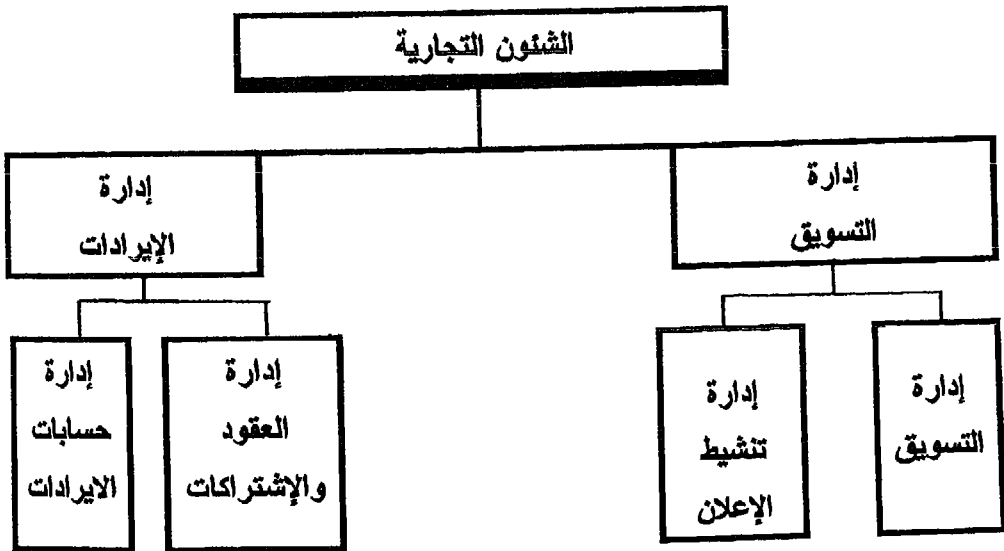 الشئون التجارية
إدارة
التسويق
إدارة
الإيرادات
إدارة
التسويق
إدارة
تنشيط
الإعلان
إدارة
العقود
والإشتراكات
إدارة
حسابات
الايرادات